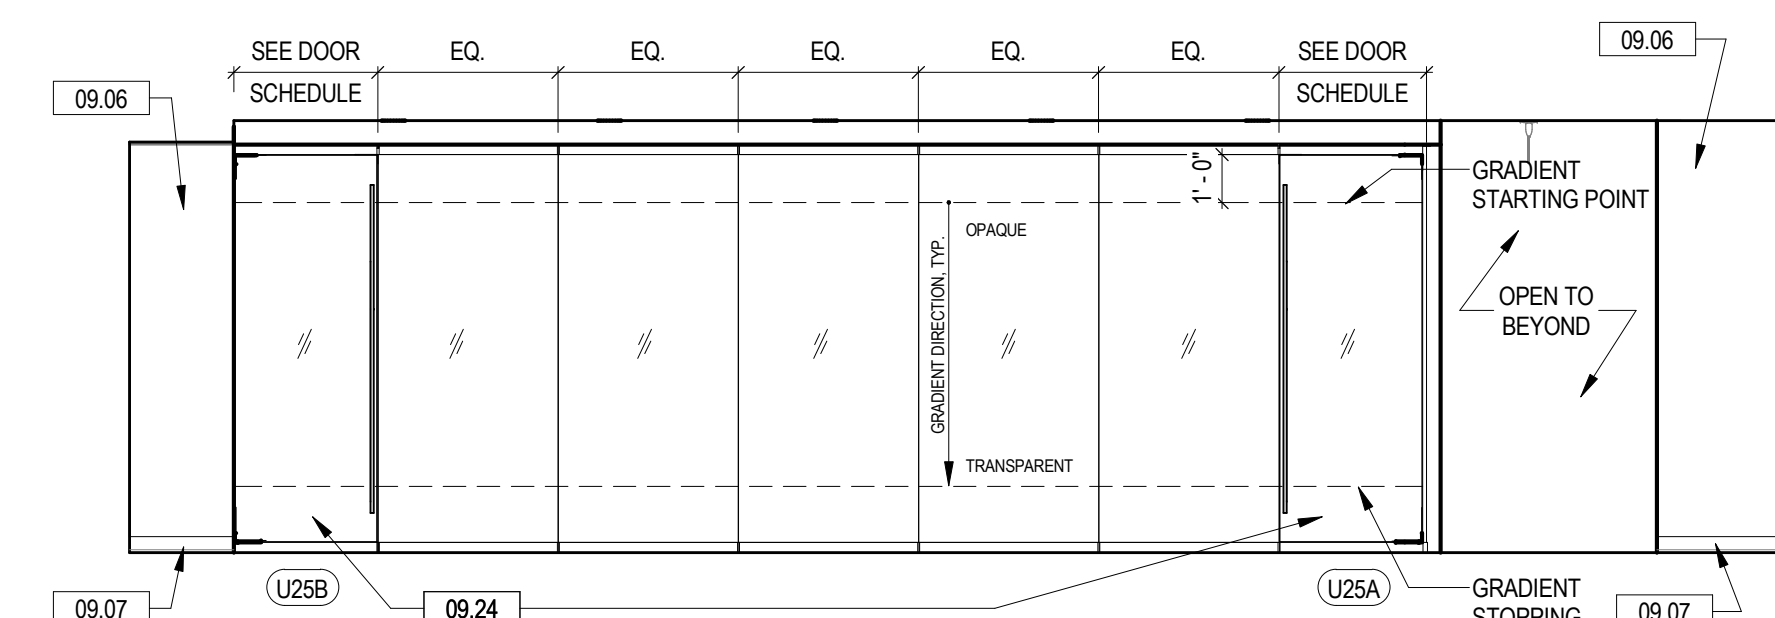 SEE DOOR
SCHEDULE
EQ.
EQ.
EQ.
EQ.
EQ.
SEE DOOR
SCHEDULE
09.06
09.06
1' - 0"
GRADIENT
STARTING POINT
OPAQUE
GRADIENT DIRECTION, TYP.
TRANSPARENT
OPEN TO
BEYOND
U25B
U25A
09.07
09.24
GRADIENT
STOPPING
09.07